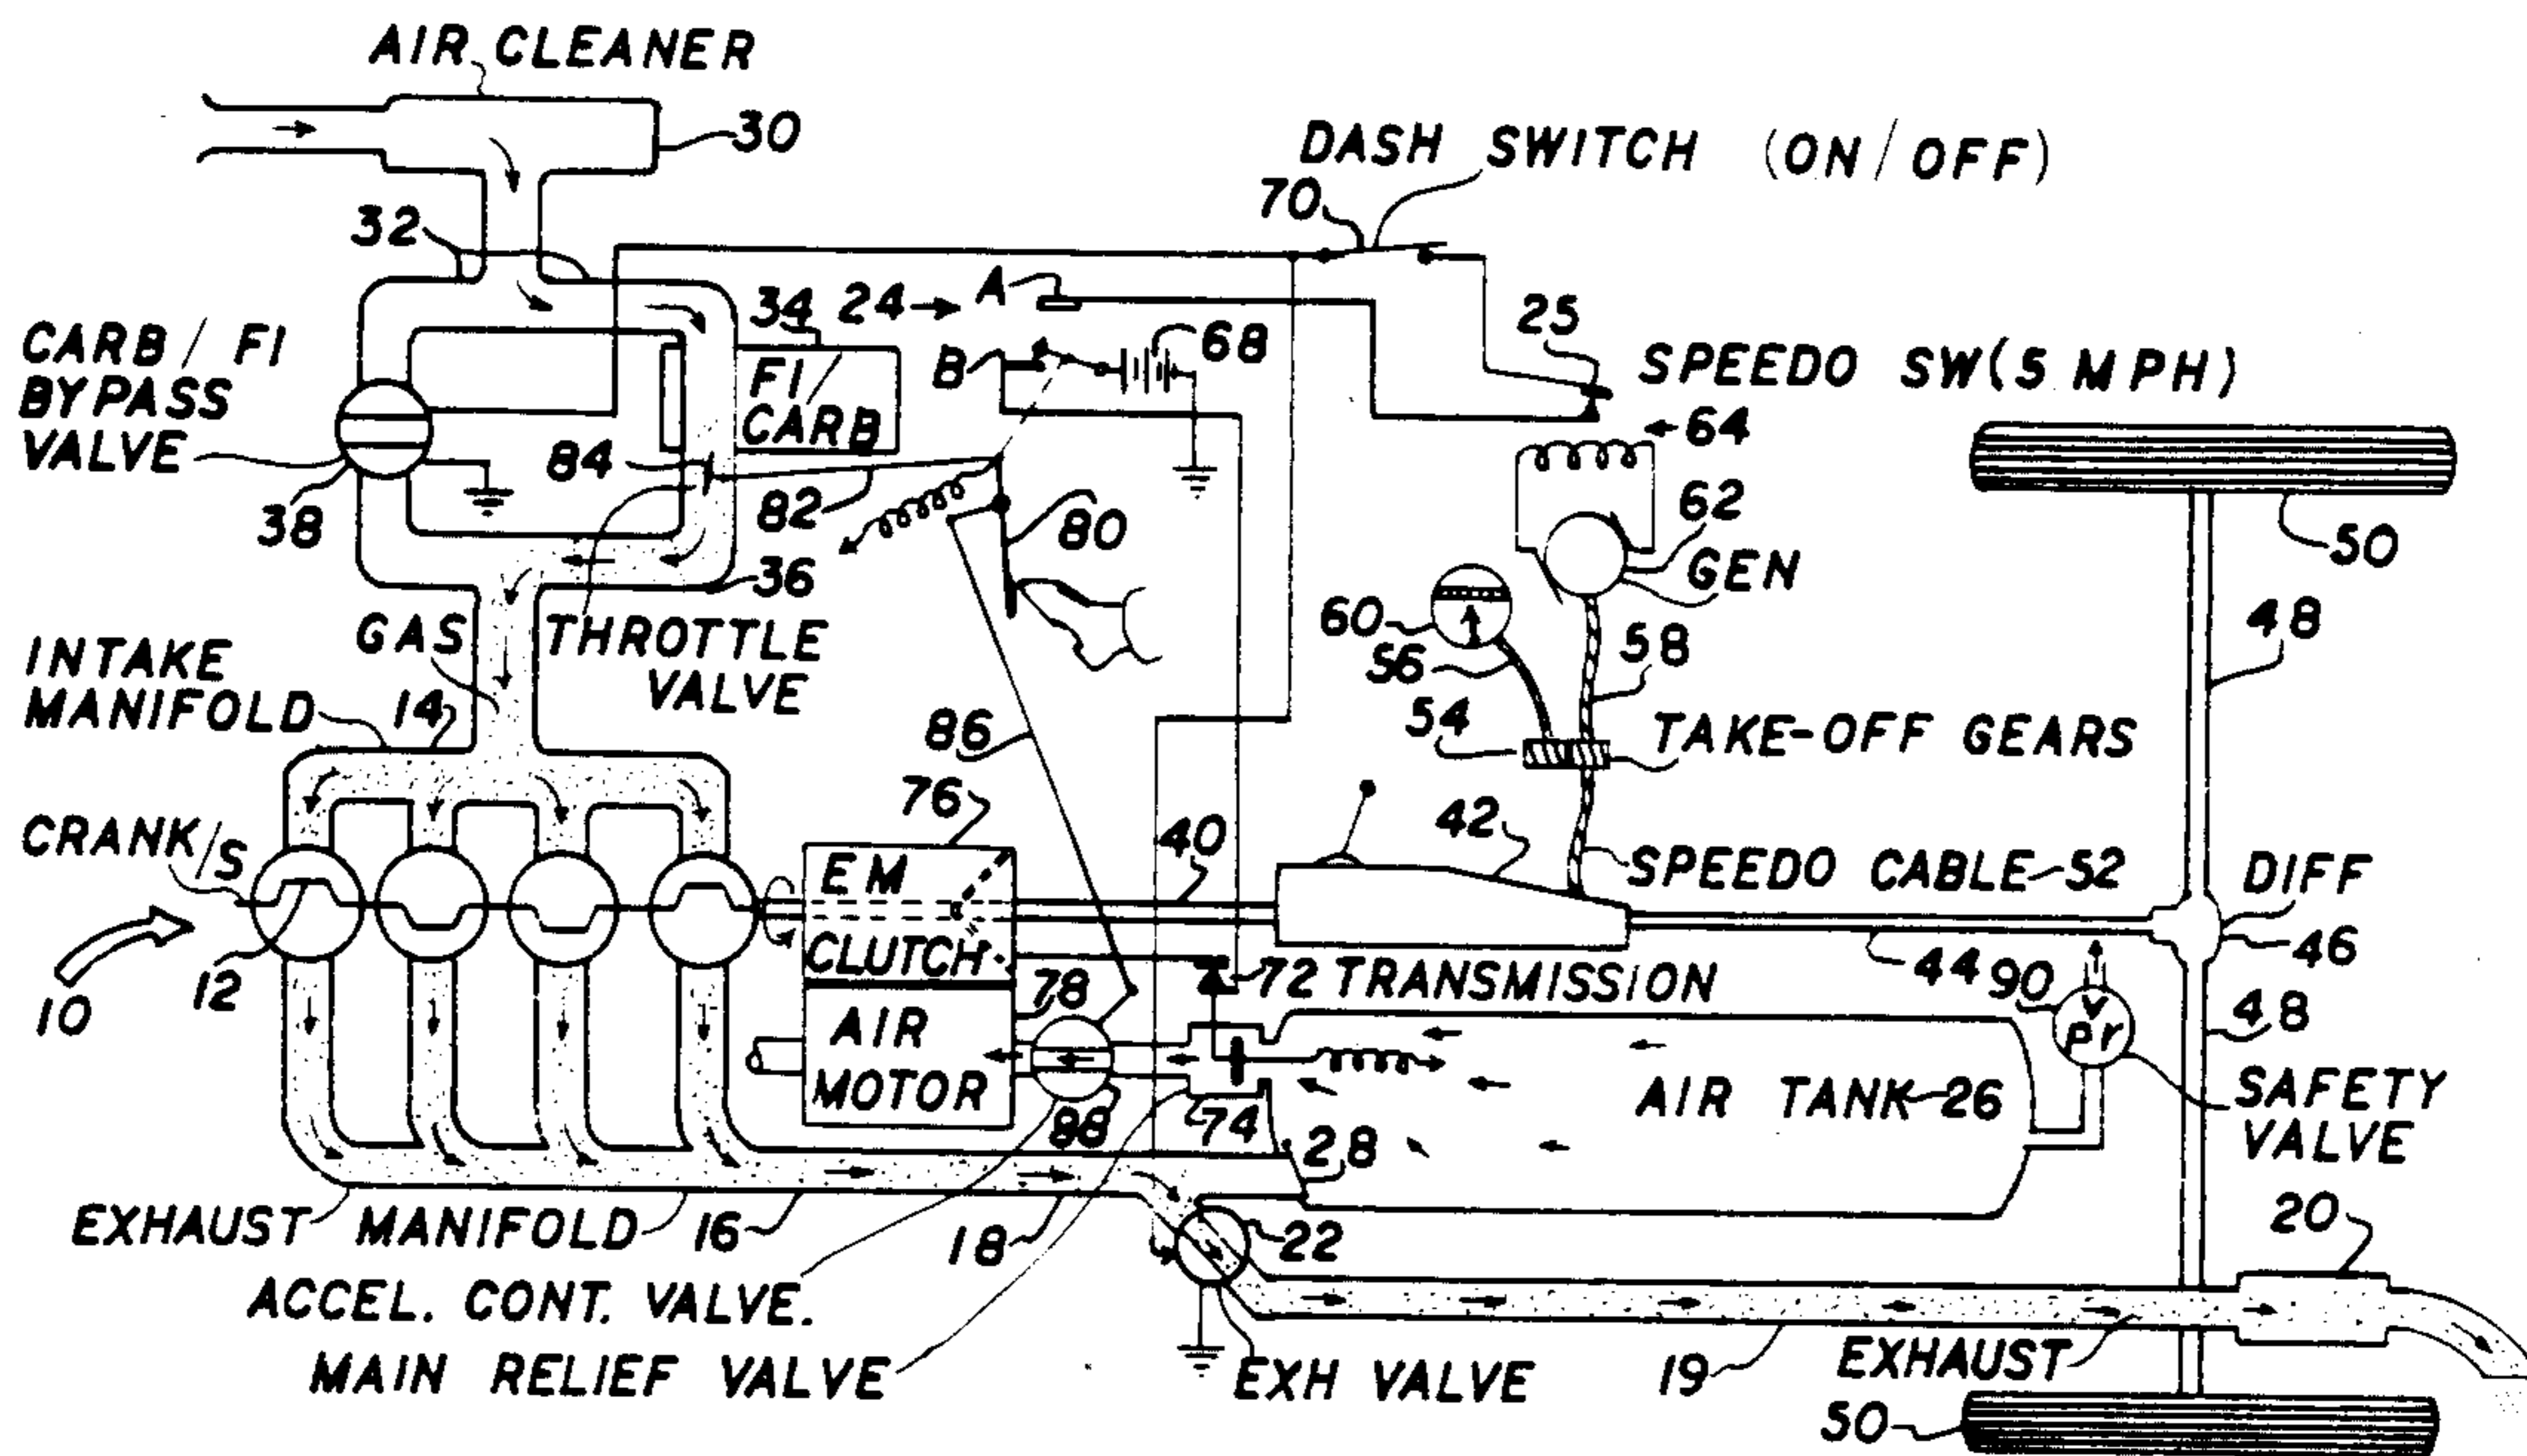 AIR CLEANER
30
DASH SWITCH (ON/OFF)
70
32
34
24
A
25
CARB/FI
BYPASS
VALVE
FI/
CARB
B
68
SPEEDO SW(5 MPH)
64
84
38
82
80
62
GEN
50
36
60
GAS
THROTTLE
VALVE
56
58
48
INTAKE
MANIFOLD
14
86
54
TAKE-OFF GEARS
76
CRANK/S
EM
CLUTCH
40
42
SPEEDO CABLE 52
DIFF
46
10
12
78
72
TRANSMISSION
44
90
48
AIR
MOTOR
pr
88
74
AIR TANK 26
SAFETY
VALVE
28
EXHAUST MANIFOLD
16
18
22
20
ACCEL. CONT. VALVE.
MAIN RELIEF VALVE
EXH VALVE
19
EXHAUST
50